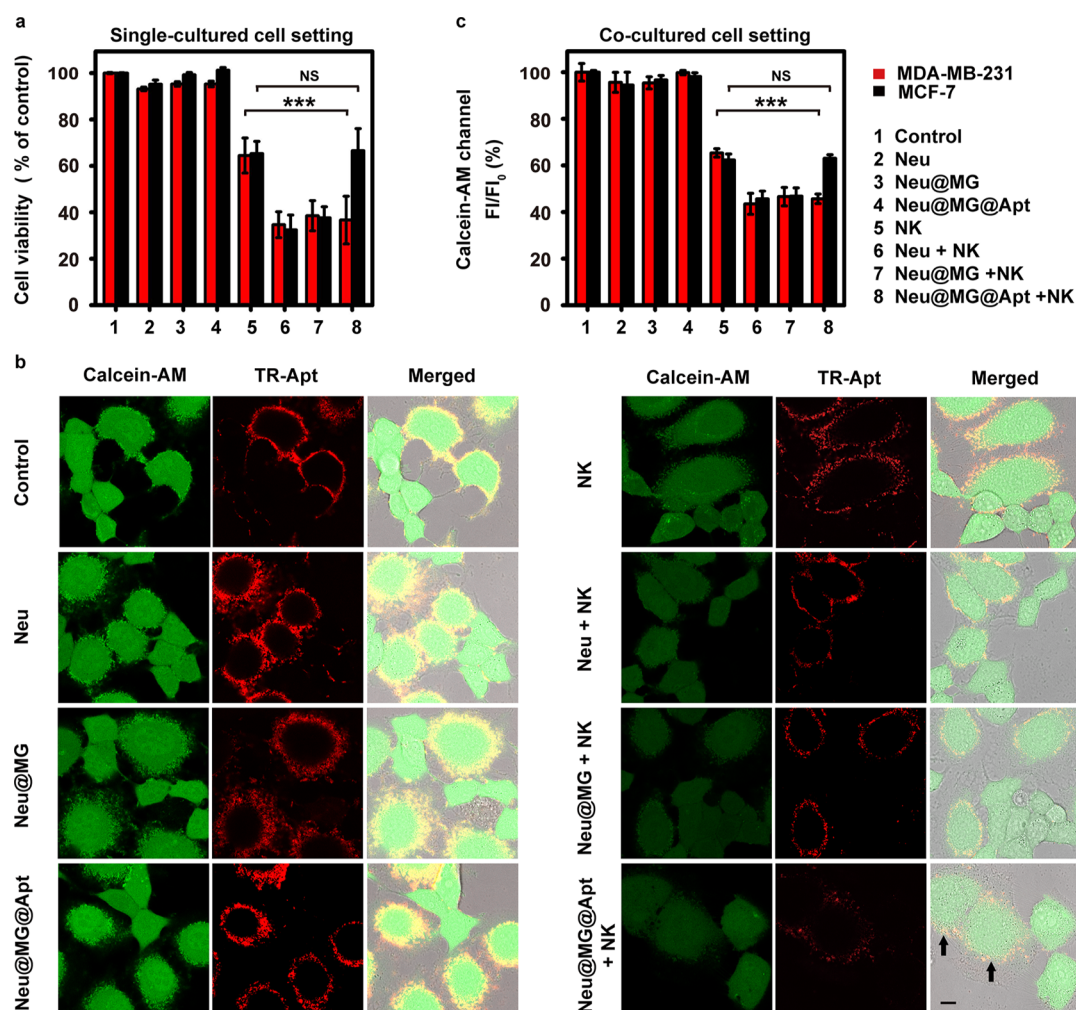 a
Single-cultured cell setting
Cell viability ( % of control)
100
80
60
40
20
0
NS
***
1 2 3 4 5 6 7 8
c
Co-cultured cell setting
Calcein-AM channel
FI/FI0 (%)
100
80
60
40
20
0
NS
***
1 2 3 4 5 6 7 8
MDA-MB-231
MCF-7
1 Control
2 Neu
3 Neu@MG
4 Neu@MG@Apt
5 NK
6 Neu + NK
7 Neu@MG +NK
8 Neu@MG@Apt +NK
b
Calcein-AM TR-Apt Merged
Control
Neu
Neu@MG
Neu@MG@Apt
Calcein-AM TR-Apt Merged
NK
Neu + NK
Neu@MG + NK
Neu@MG@Apt
+ NK